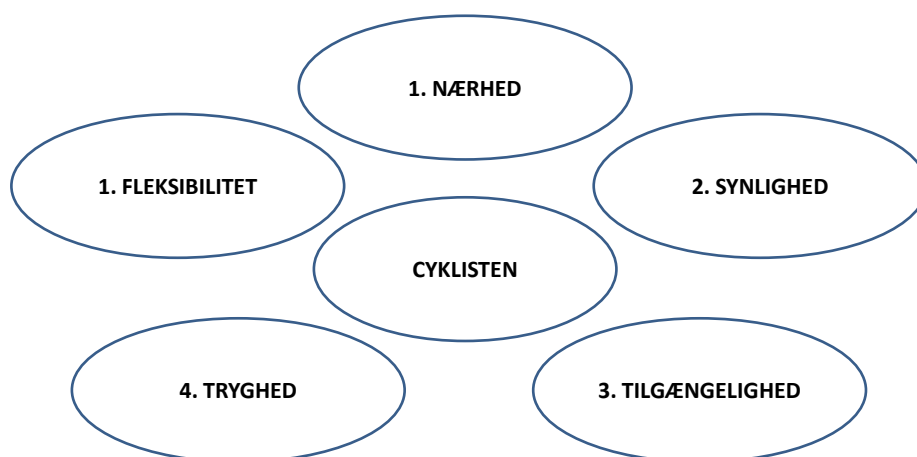 1. NÆRHED
1. FLEKSIBILITET
2. SYNLIGHED
CYKLISTEN
4. TRYGHED
3. TILGÆNGELIGHED